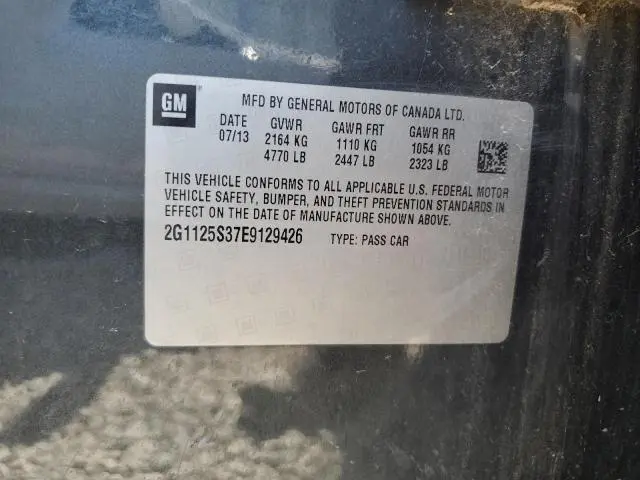 GM
MFD BY GENERAL MOTORS OF CANADA LTD.
DATE GVWR GAWR FRT GAWR RR
07/13 2164 KG 1110 KG 1054 KG
4770 LB 2447 LB 2323 LB
THIS VEHICLE CONFORMS TO ALL APPLICABLE U.S. FEDERAL MOTOR
VEHICLE SAFETY, BUMPER, AND THEFT PREVENTION STANDARDS IN
EFFECT ON THE DATE OF MANUFACTURE SHOWN ABOVE.
2G1125S37E9129426 TYPE: PASS CAR